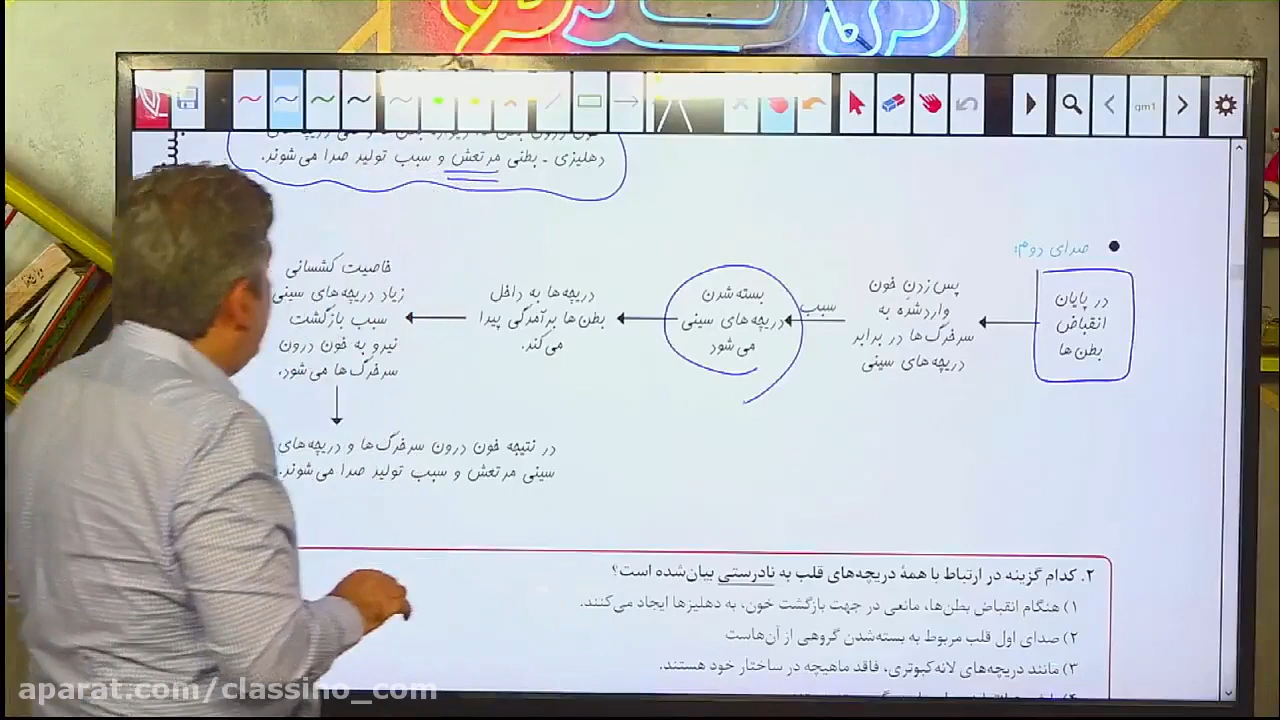 دهلیزی ـ بطنی مرتعش و سبب تولید صدا می‌شوند.
صدای دوم:
در پایان
انقباض
بطن‌ها
پس زدنِ خون
واردشده به
سرخرگ‌ها در برابر
دریچه‌های سینی
سبب
بسته شدن
دریچه‌های سینی
می‌شود
دریچه‌ها به داخل
بطن‌ها برآمدگی پیدا
می‌کند.
خاصیت کشسانی
زیاد دریچه‌های سینی
سبب بازگشت
نیرو به خون درون
سرخرگ‌ها می‌شود.
در نتیجه خون درون سرخرگ‌ها و دریچه‌های
سینی مرتعش و سبب تولید صدا می‌شوند.
۲. کدام گزینه در ارتباط با همهٔ دریچه‌های قلب به نادرستی بیان‌شده است؟
۱) هنگام انقباض بطن‌ها، مانعی در جهت بازگشت خون، به دهلیزها ایجاد می‌کنند.
۲) صدای اول قلب مربوط به بسته‌شدن گروهی از آن‌هاست
۳) مانند دریچه‌های لانه‌کبوتری، فاقد ماهیچه در ساختار خود هستند.
gm1
aparat.com/classino_com